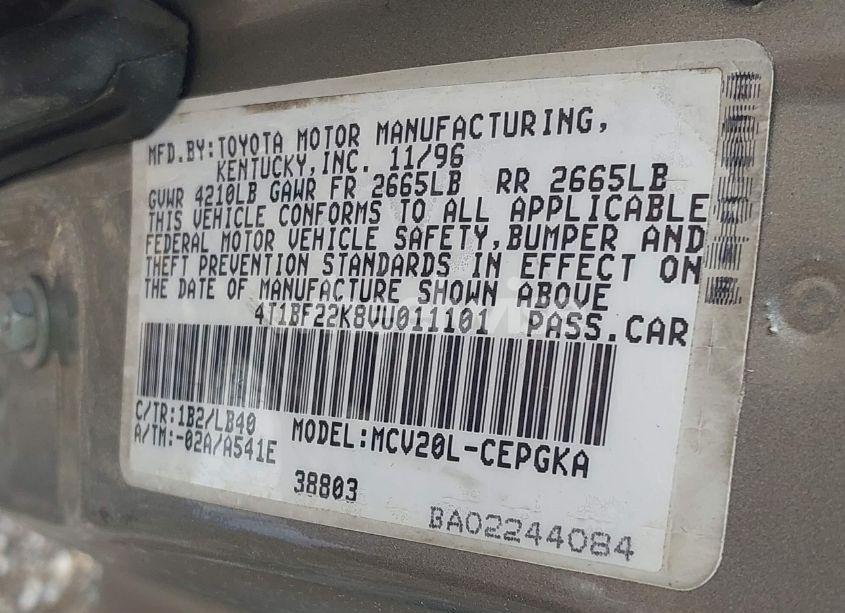 MFD.BY:TOYOTA MOTOR MANUFACTURING,
KENTUCKY,INC. 11/96
GVWR 4210LB GAWR FR 2665LB RR 2665LB
THIS VEHICLE CONFORMS TO ALL APPLICABLE
FEDERAL MOTOR VEHICLE SAFETY,BUMPER AND
THEFT PREVENTION STANDARDS IN EFFECT ON
THE DATE OF MANUFACTURE SHOWN ABOVE
4T1BF22K8VU011101 PASS.CAR
C/TR:1B2/LB40
A/TM:-02A/A541E MODEL:MCV20L-CEPGKA
38803
BA02244084